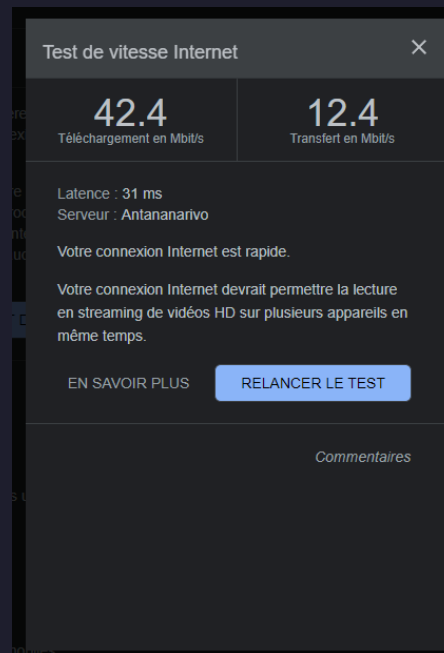 Test de vitesse Internet
42.4
Téléchargement en Mbit/s
12.4
Transfert en Mbit/s
Latence : 31 ms
Serveur : Antananarivo
Votre connexion Internet est rapide.
Votre connexion Internet devrait permettre la lecture
en streaming de vidéos HD sur plusieurs appareils en
même temps.
EN SAVOIR PLUS
RELANCER LE TEST
Commentaires